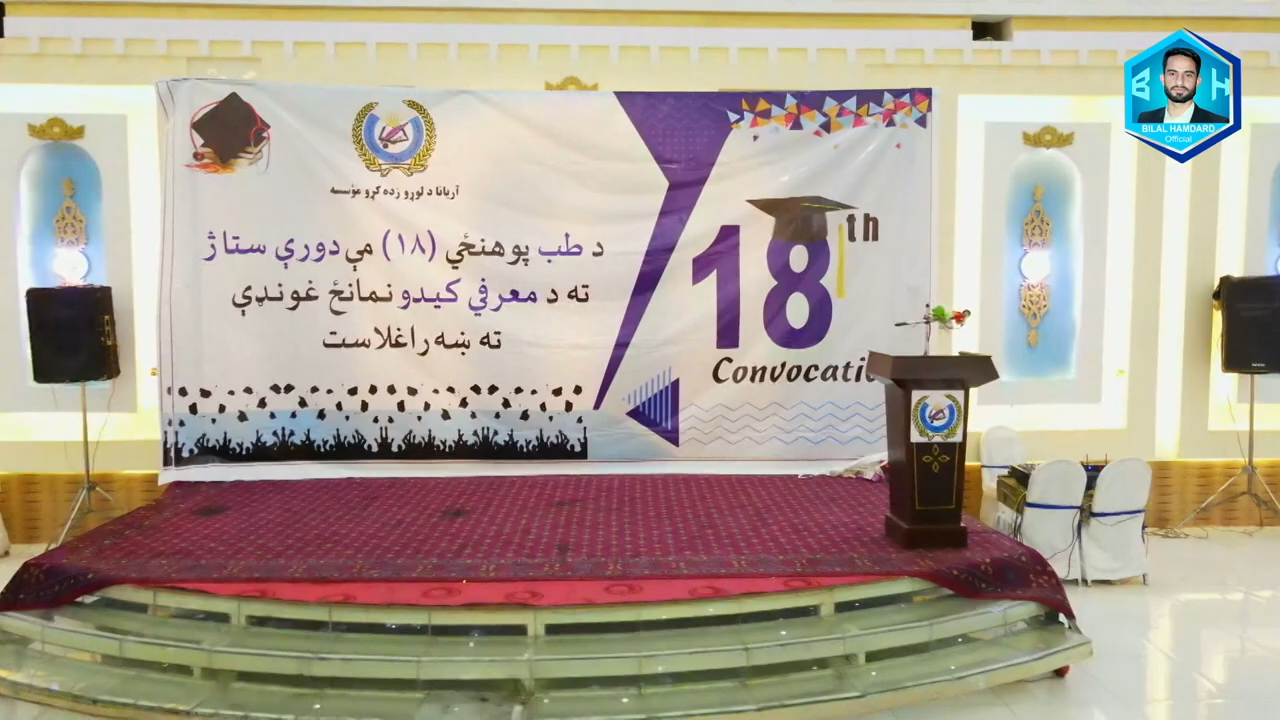 آریانا د لوړو زده کړو مؤسسه
د طب پوهنځي (۱۸) مې دورې ستاژ
ته د معرفي کیدو نمانځ غونډې
ته ښه راغلاست
18th
Convocati
B H
BILAL HAMDARD
Official